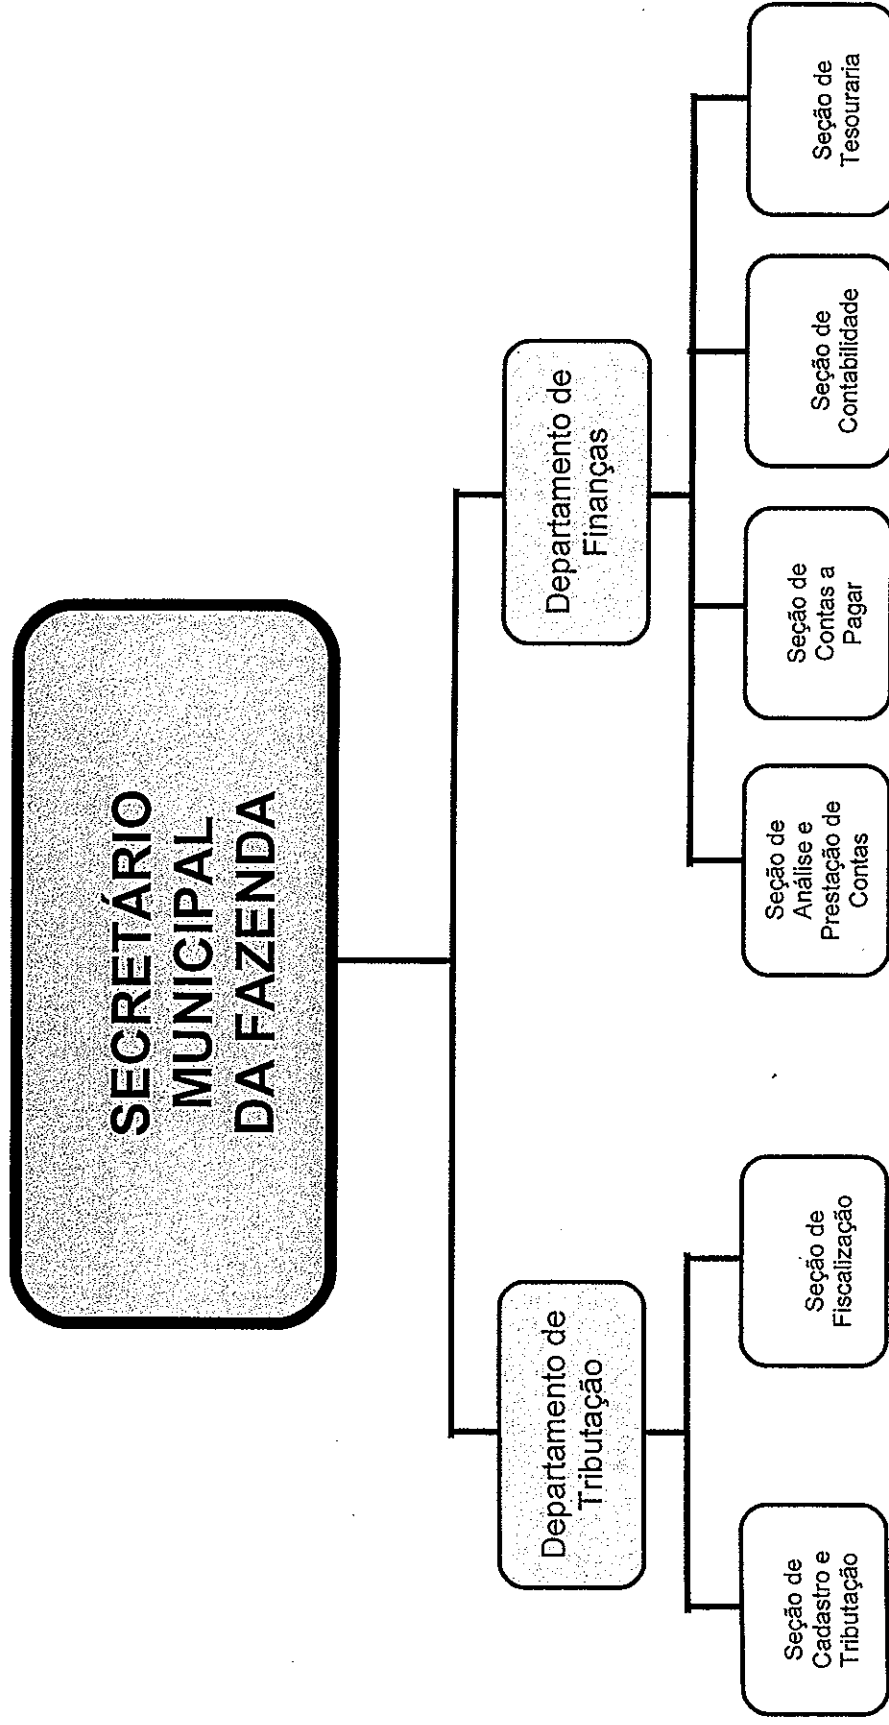 SECRETÁRIO
MUNICIPAL
DA FAZENDA
Departamento de
Tributação
Departamento de
Finanças
Seção de
Cadastro e
Tributação
Seção de
Fiscalização
Seção de
Análise e
Prestação de
Contas
Seção de
Contas a
Pagar
Seção de
Contabilidade
Seção de
Tesouraria